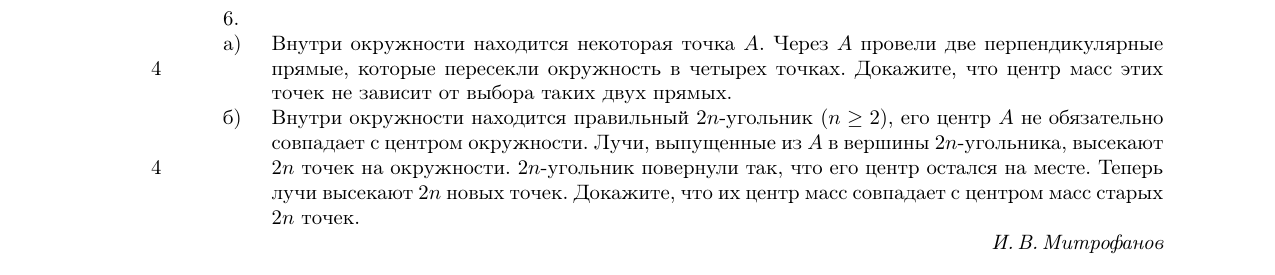 6.
а) Внутри окружности находится некоторая точка A. Через A провели две перпендикулярные
4 прямые, которые пересекли окружность в четырех точках. Докажите, что центр масс этих
точек не зависит от выбора таких двух прямых.
б) Внутри окружности находится правильный 2n-угольник (n ≥ 2), его центр A не обязательно
совпадает с центром окружности. Лучи, выпущенные из A в вершины 2n-угольника, высекают
4 2n точек на окружности. 2n-угольник повернули так, что его центр остался на месте. Теперь
лучи высекают 2n новых точек. Докажите, что их центр масс совпадает с центром масс старых
2n точек.
И. В. Митрофанов